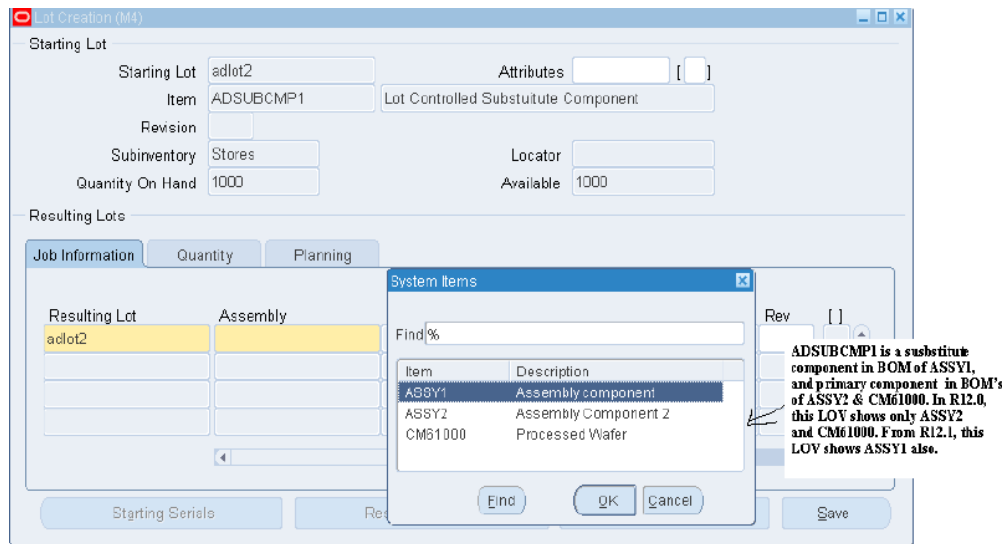 Lot Creation (M4)
Starting Lot
Starting Lot adlot2 Attributes [ ]
Item ADSUBCMP1 Lot Controlled Substuitute Component
Revision
Subinventory Stores Locator
Quantity On Hand 1000 Available 1000
Resulting Lots
Job Information Quantity Planning
System Items
Resulting Lot Assembly Rev [ ]
adlot2
Find %
Item Description
ASSY1 Assembly component
ASSY2 Assembly Component 2
CM61000 Processed Wafer
Find OK Cancel
ADSUBCMP1 is a susbstitute
component in BOM of ASSY1,
and primary component in BOM's
of ASSY2 & CM61000. In R12.0,
this LOV shows only ASSY2
and CM61000. From R12.1, this
LOV shows ASSY1 also.
Starting Serials Save